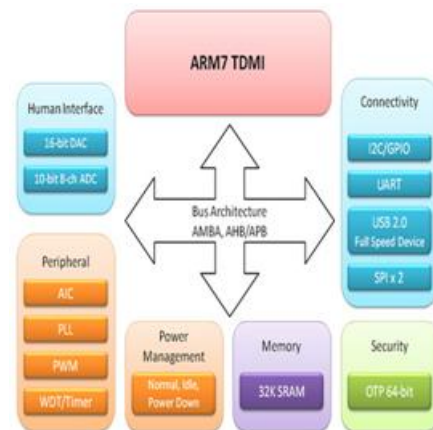 ARM7 TDMI
Human Interface
16-bit DAC
10-bit 8-ch ADC
Connectivity
I2C/GPIO
UART
USB 2.0
Full Speed Device
SPI x 2
Bus Architecture
AMBA, AHB/APB
Peripheral
AIC
PLL
PWM
WDT/Timer
Power
Management
Normal, Idle,
Power Down
Memory
32K SRAM
Security
OTP 64-bit